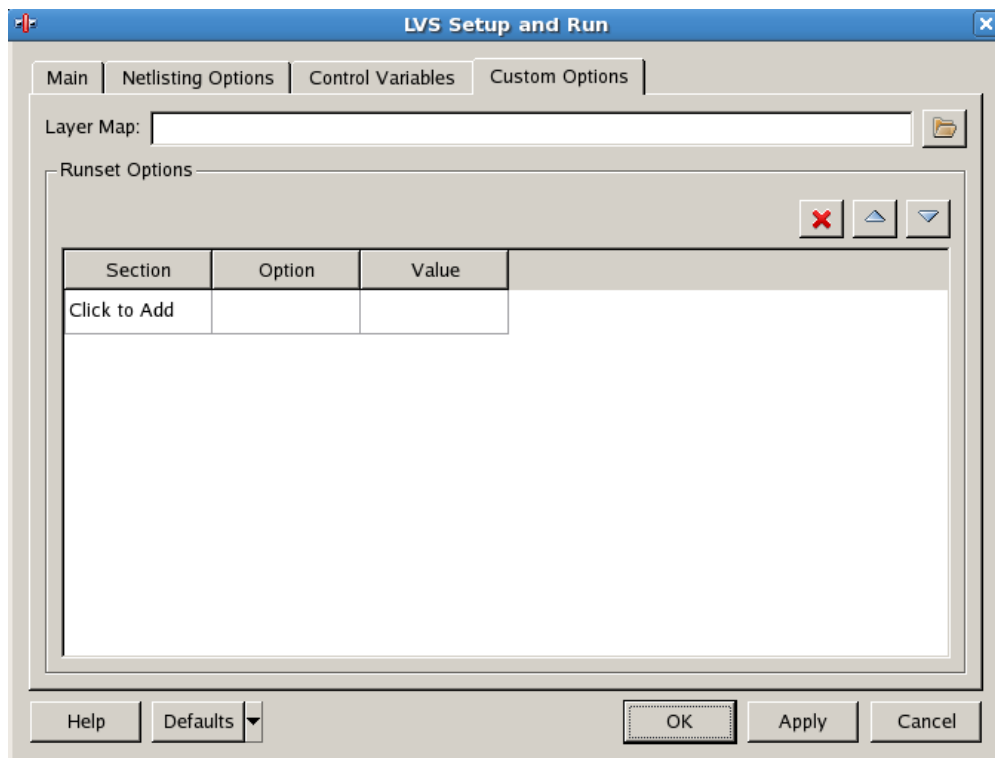 LVS Setup and Run
Main Netlisting Options Control Variables Custom Options
Layer Map:
Runset Options
Section Option Value
Click to Add
Help Defaults OK Apply Cancel